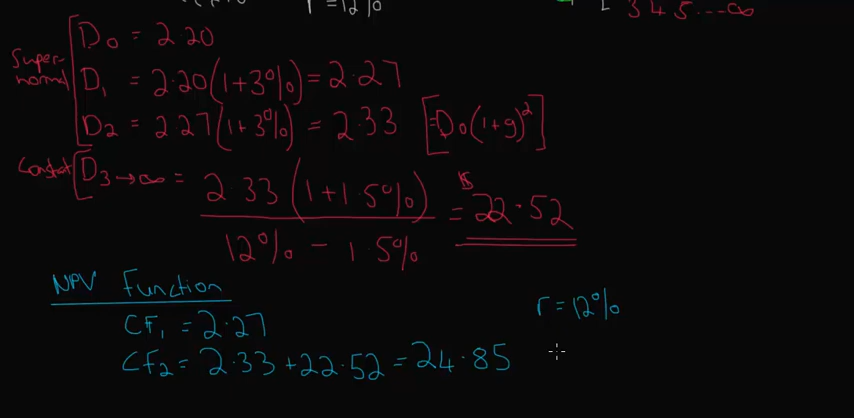 r = 12%
3 4 5 ... ∞
Super-
normal
D0 = 2.20
D1 = 2.20(1+3%) = 2.27
D2 = 2.27(1+3%) = 2.33 [=D0(1+g)^2]
Constant [D3→∞ = 2.33(1+1.5%) / 12% - 1.5% = $22.52
NPV Function
CF1 = 2.27
r = 12%
CF2 = 2.33 + 22.52 = 24.85